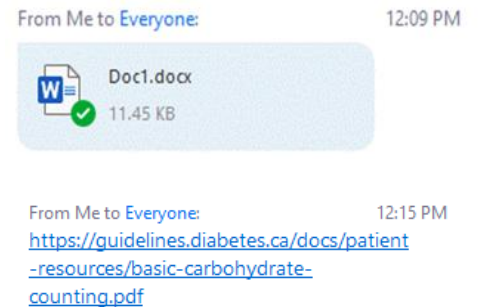 From Me to Everyone: 12:09 PM
W
Doc1.docx
11.45 KB
From Me to Everyone: 12:15 PM
https://guidelines.diabetes.ca/docs/patient
-resources/basic-carbohydrate-
counting.pdf